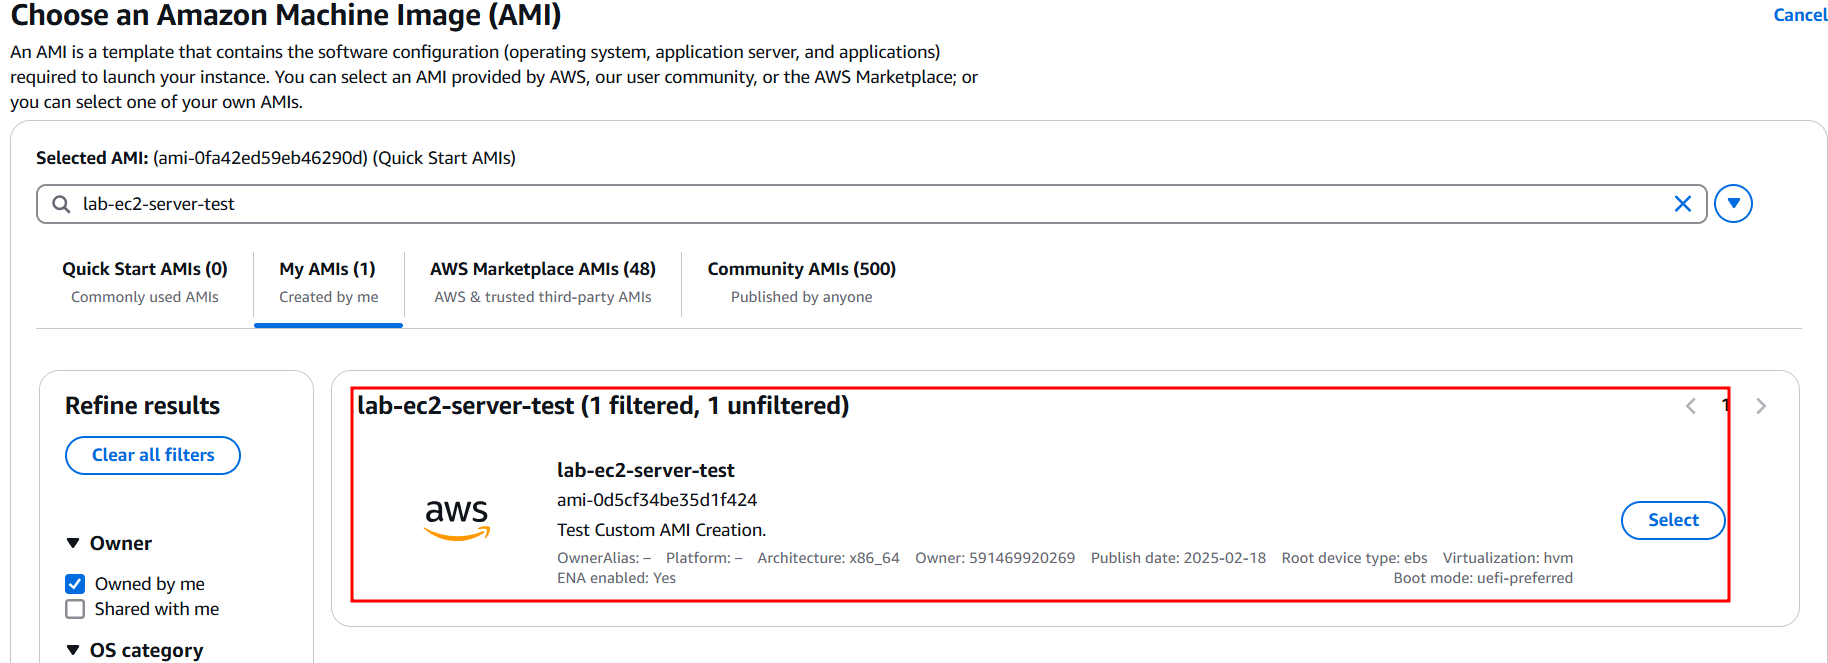 Choose an Amazon Machine Image (AMI)
Cancel
An AMI is a template that contains the software configuration (operating system, application server, and applications)
required to launch your instance. You can select an AMI provided by AWS, our user community, or the AWS Marketplace; or
you can select one of your own AMIs.
Selected AMI: (ami-0fa42ed59eb46290d) (Quick Start AMIs)
lab-ec2-server-test
Quick Start AMIs (0)
Commonly used AMIs
My AMIs (1)
Created by me
AWS Marketplace AMIs (48)
AWS & trusted third-party AMIs
Community AMIs (500)
Published by anyone
Refine results
Clear all filters
Owner
Owned by me
Shared with me
OS category
lab-ec2-server-test (1 filtered, 1 unfiltered)
1
aws
lab-ec2-server-test
ami-0d5cf34be35d1f424
Test Custom AMI Creation.
OwnerAlias: – Platform: – Architecture: x86_64 Owner: 591469920269 Publish date: 2025-02-18 Root device type: ebs Virtualization: hvm
ENA enabled: Yes Boot mode: uefi-preferred
Select